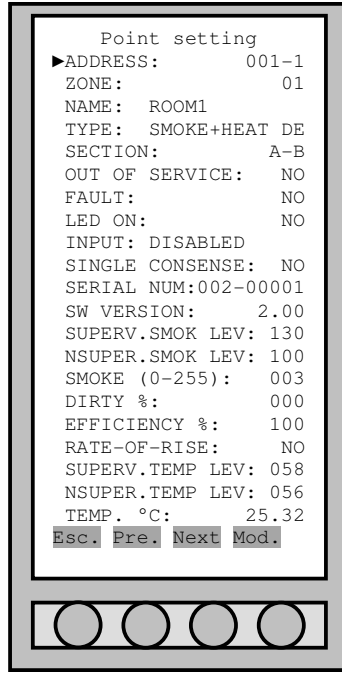 Point setting
►ADDRESS: 001-1
ZONE: 01
NAME: ROOM1
TYPE: SMOKE+HEAT DE
SECTION: A-B
OUT OF SERVICE: NO
FAULT: NO
LED ON: NO
INPUT: DISABLED
SINGLE CONSENSE: NO
SERIAL NUM:002-00001
SW VERSION: 2.00
SUPERV.SMOK LEV: 130
NSUPER.SMOK LEV: 100
SMOKE (0-255): 003
DIRTY %: 000
EFFICIENCY %: 100
RATE-OF-RISE: NO
SUPERV.TEMP LEV: 058
NSUPER.TEMP LEV: 056
TEMP. °C: 25.32
Esc. Pre. Next Mod.